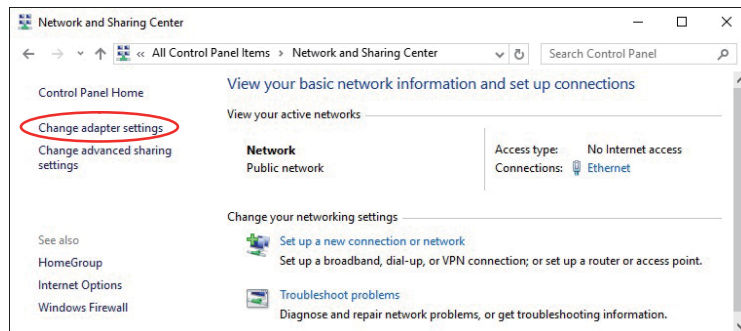 Network and Sharing Center
« All Control Panel Items > Network and Sharing Center
Search Control Panel
Control Panel Home
Change adapter settings
Change advanced sharing
settings
See also
HomeGroup
Internet Options
Windows Firewall
View your basic network information and set up connections
View your active networks
Network
Public network
Access type: No Internet access
Connections: Ethernet
Change your networking settings
Set up a new connection or network
Set up a broadband, dial-up, or VPN connection; or set up a router or access point.
Troubleshoot problems
Diagnose and repair network problems, or get troubleshooting information.